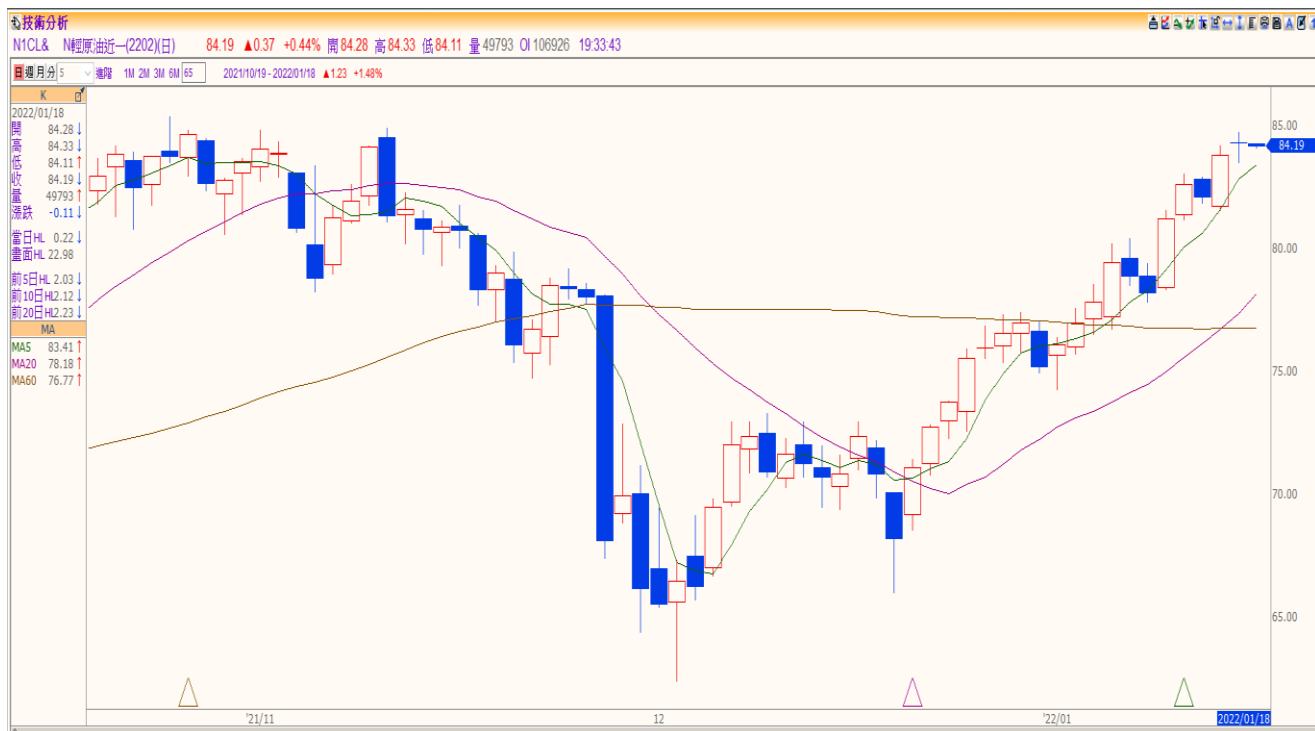 技術分析
N1CL& N輕原油近一(2202)(日) 84.19 ▲0.37 +0.44% 開 84.28 高 84.33 低 84.11 量 49793 OI 106926 19:33:43
日 週 月 分 5 進階 1M 2M 3M 6M 65 2021/10/19 - 2022/01/18 ▲1.23 +1.48%
K
2022/01/18
開 84.28↓
高 84.33↓
低 84.11↑
收 84.19↓
量 49793↑
漲跌 -0.11↓
當日HL 0.22↓
畫面HL 22.98
前5日HL 2.03↓
前10日HL2.12↓
前20日HL2.23↓
MA
MA5 83.41↑
MA20 78.18↑
MA60 76.77↑
85.00
84.19
80.00
75.00
70.00
65.00
'21/11 12 '22/01 2022/01/18